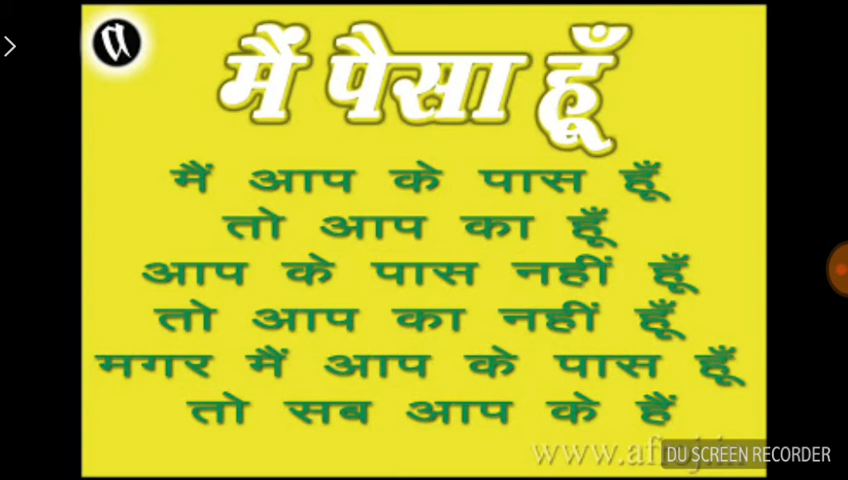 मैं पैसा हूँ
मैं आप के पास हूँ
तो आप का हूँ
आप के पास नहीं हूँ
तो आप का नहीं हूँ
मगर मैं आप के पास हूँ
तो सब आप के हैं
DU SCREEN RECORDER